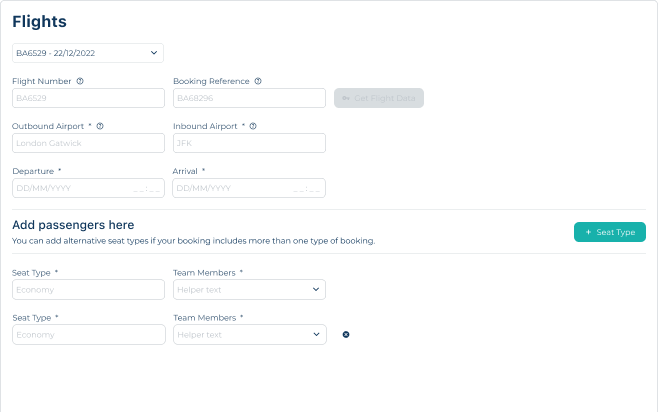 Flights
BA6529 - 22/12/2022
Flight Number Booking Reference
BA6529 BA68296 Get Flight Data
Outbound Airport * Inbound Airport *
London Gatwick JFK
Departure * Arrival *
DD/MM/YYYY _ _ : _ _ DD/MM/YYYY _ _ : _ _
Add passengers here
You can add alternative seat types if your booking includes more than one type of booking.
+ Seat Type
Seat Type * Team Members *
Economy Helper text
Seat Type * Team Members *
Economy Helper text